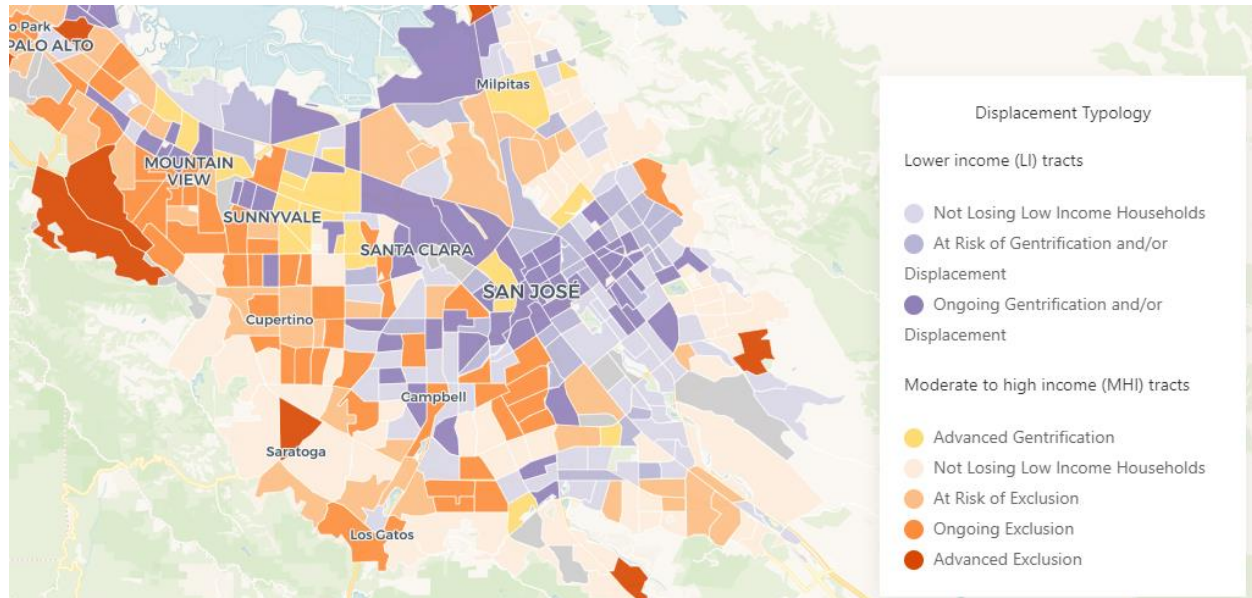 o Park
PALO ALTO
Milpitas
MOUNTAIN
VIEW
SUNNYVALE
SANTA CLARA
SAN JOSÉ
Cupertino
Campbell
Saratoga
Los Gatos
Displacement Typology
Lower income (LI) tracts
Not Losing Low Income Households
At Risk of Gentrification and/or
Displacement
Ongoing Gentrification and/or
Displacement
Moderate to high income (MHI) tracts
Advanced Gentrification
Not Losing Low Income Households
At Risk of Exclusion
Ongoing Exclusion
Advanced Exclusion